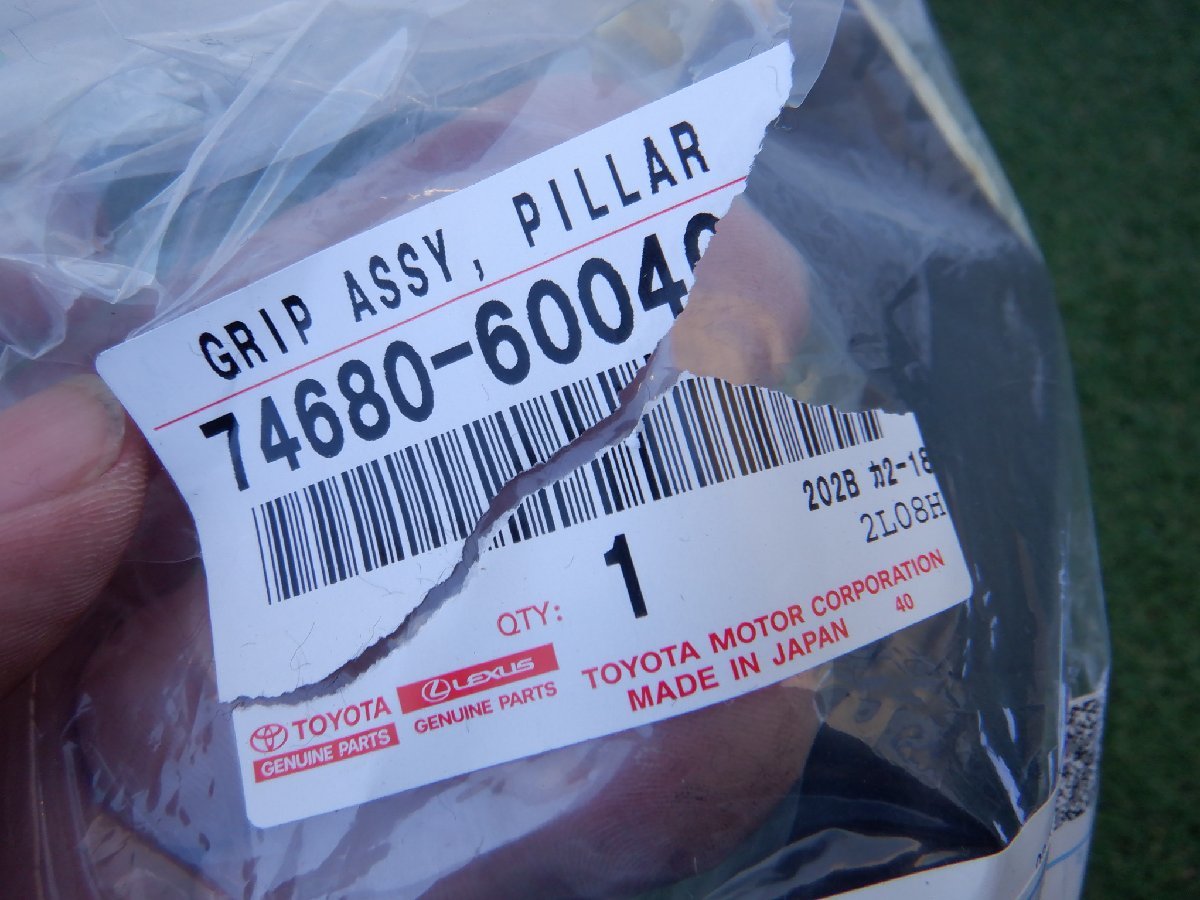 GRIP ASSY, PILLAR
74680-6004
202B カ2-18
2L08H
QTY: 1
TOYOTA MOTOR CORPORATION
MADE IN JAPAN 40
TOYOTA
GENUINE PARTS
LEXUS
GENUINE PARTS